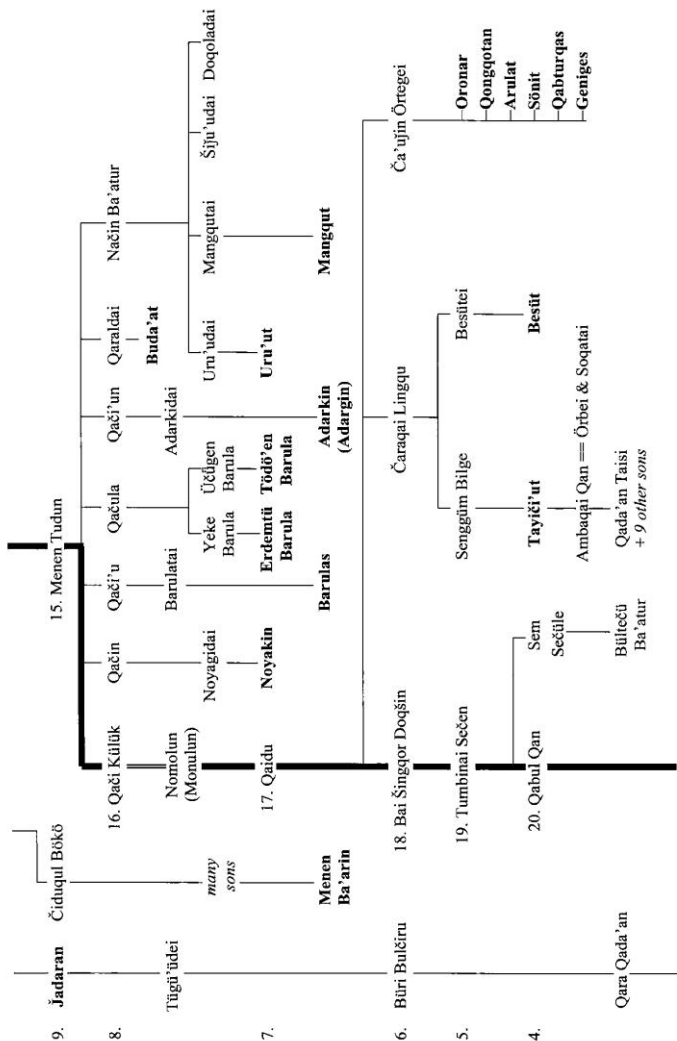 9. J̌adaran
Čiduqul Bökö
15. Menen Tudun
8.
16. Qači Külük
Qačin
Qači'u
Qačula
Qači'un
Qaraldai
Način Ba'atur
Buda'at
Tügü'üdei
Nomolun
(Monulun)
Barulatai
Adarkidai
many
sons
Noyagidai
Yeke
Barula
Üčügen
Barula
Uru'udai
Mangqutai
Šiju'udai
Doqoladai
7.
17. Qaidu
Noyakin
Erdemtü
Barula
Tödö'en
Barula
Uru'ut
Menen
Ba'arin
Barulas
Adarkin
(Adargin)
Mangqut
6.
Büri Bulčiru
18. Bai Šingqor Doqšin
Čaraqai Lingqu
Ča'ujin Örtegei
5.
19. Tumbinai Sečen
Senggüm Bilge
Besütei
Oronar
Qongqotan
Arulat
4.
20. Qabul Qan
Sem
Sečüle
Tayiči'ut
Besüt
Sönit
Qabturqas
Geniges
Ambaqai Qan == Örbei & Soqatai
Qara Qada'an
Bültečü
Ba'atur
Qada'an Taisi
+ 9 other sons